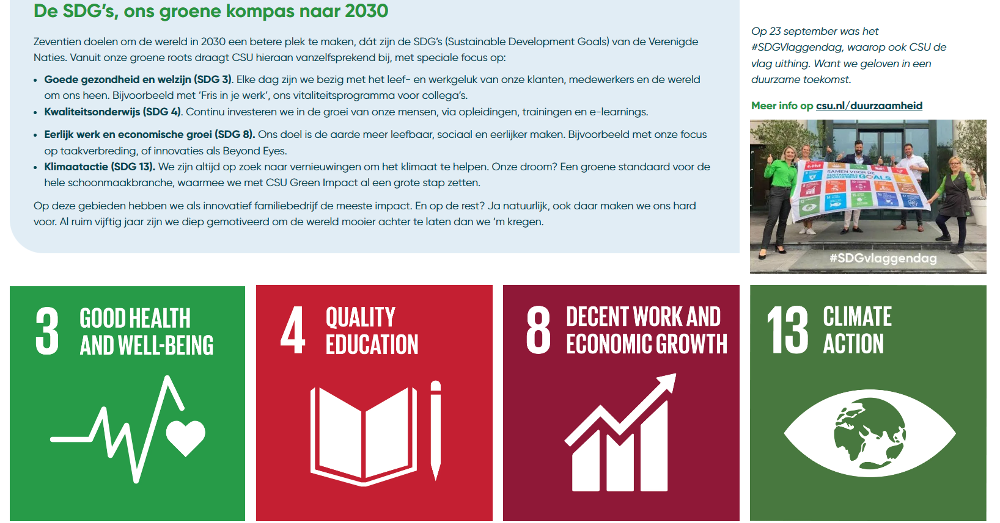 De SDG's, ons groene kompas naar 2030
Zeventien doelen om de wereld in 2030 een betere plek te maken, dát zijn de SDG's (Sustainable Development Goals) van de Verenigde
Naties. Vanuit onze groene roots draagt CSU hieraan vanzelfsprekend bij, met speciale focus op:
• Goede gezondheid en welzijn (SDG 3). Elke dag zijn we bezig met het leef- en werkgeluk van onze klanten, medewerkers en de wereld
om ons heen. Bijvoorbeeld met 'Fris in je werk', ons vitaliteitsprogramma voor collega's.
• Kwaliteitsonderwijs (SDG 4). Continu investeren we in de groei van onze mensen, via opleidingen, trainingen en e-learnings.
• Eerlijk werk en economische groei (SDG 8). Ons doel is de aarde meer leefbaar, sociaal en eerlijker maken. Bijvoorbeeld met onze focus
op taakverbreding, of innovaties als Beyond Eyes.
• Klimaatactie (SDG 13). We zijn altijd op zoek naar vernieuwingen om het klimaat te helpen. Onze droom? Een groene standaard voor de
hele schoonmaakbranche, waarmee we met CSU Green Impact al een grote stap zetten.
Op deze gebieden hebben we als innovatief familiebedrijf de meeste impact. En op de rest? Ja natuurlijk, ook daar maken we ons hard
voor. Al ruim vijftig jaar zijn we diep gemotiveerd om de wereld mooier achter te laten dan we 'm kregen.
Op 23 september was het
#SDGVlaggendag, waarop ook CSU de
vlag uithing. Want we geloven in een
duurzame toekomst.
Meer info op csu.nl/duurzaamheid
SAMEN VOOR DE
SUSTAINABLE
DEVELOPMENT GOALS
#SDGvlaggendag
3 GOOD HEALTH
AND WELL-BEING
4 QUALITY
EDUCATION
8 DECENT WORK AND
ECONOMIC GROWTH
13 CLIMATE
ACTION